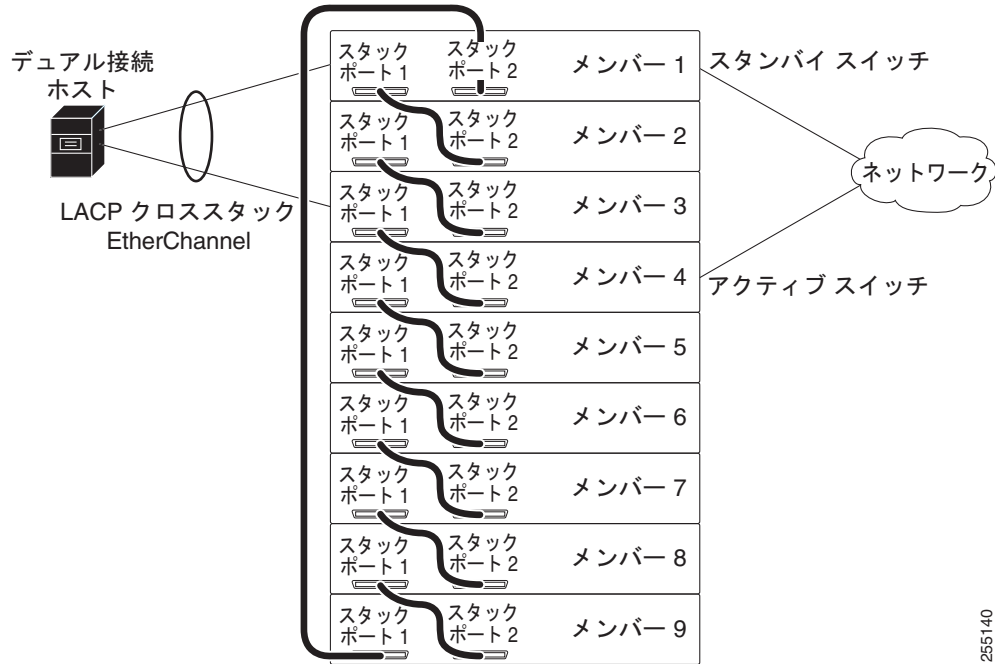 デュアル接続
ホスト
LACP クロススタック
EtherChannel
スタック
ポート 1
スタック
ポート 2
メンバー 1
スタンバイ スイッチ
スタック
ポート 1
スタック
ポート 2
メンバー 2
ネットワーク
スタック
ポート 1
スタック
ポート 2
メンバー 3
スタック
ポート 1
スタック
ポート 2
メンバー 4
アクティブ スイッチ
スタック
ポート 1
スタック
ポート 2
メンバー 5
スタック
ポート 1
スタック
ポート 2
メンバー 6
スタック
ポート 1
スタック
ポート 2
メンバー 7
スタック
ポート 1
スタック
ポート 2
メンバー 8
スタック
ポート 1
スタック
ポート 2
メンバー 9
255140